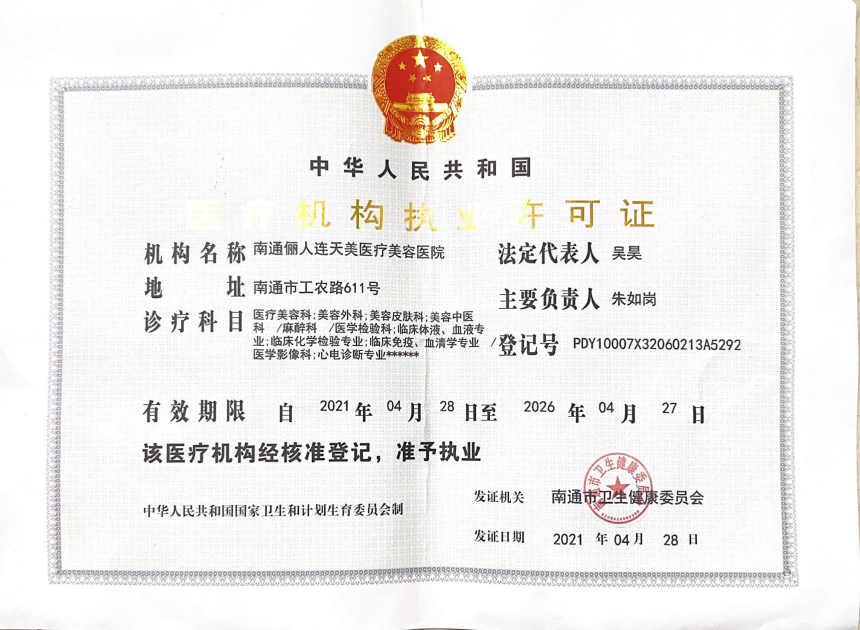 中华人民共和国
医疗机构执业许可证
机构名称 南通俪人连天美医疗美容医院
法定代表人 吴昊
地址 南通市工农路611号
主要负责人 朱如岗
诊疗科目 医疗美容科;美容外科;美容皮肤科;美容中医
科 /麻醉科 /医学检验科;临床体液、血液专
业;临床化学检验专业;临床免疫、血清学专业 /
医学影像科;心电诊断专业******
登记号 PDY10007X32060213A5292
有效期限 自 2021 年 04 月 28 日至 2026 年 04 月 27 日
该医疗机构经核准登记，准予执业
发证机关 南通市卫生健康委员会
南通市卫生健康委员会
中华人民共和国国家卫生和计划生育委员会制
发证日期 2021 年 04 月 28 日